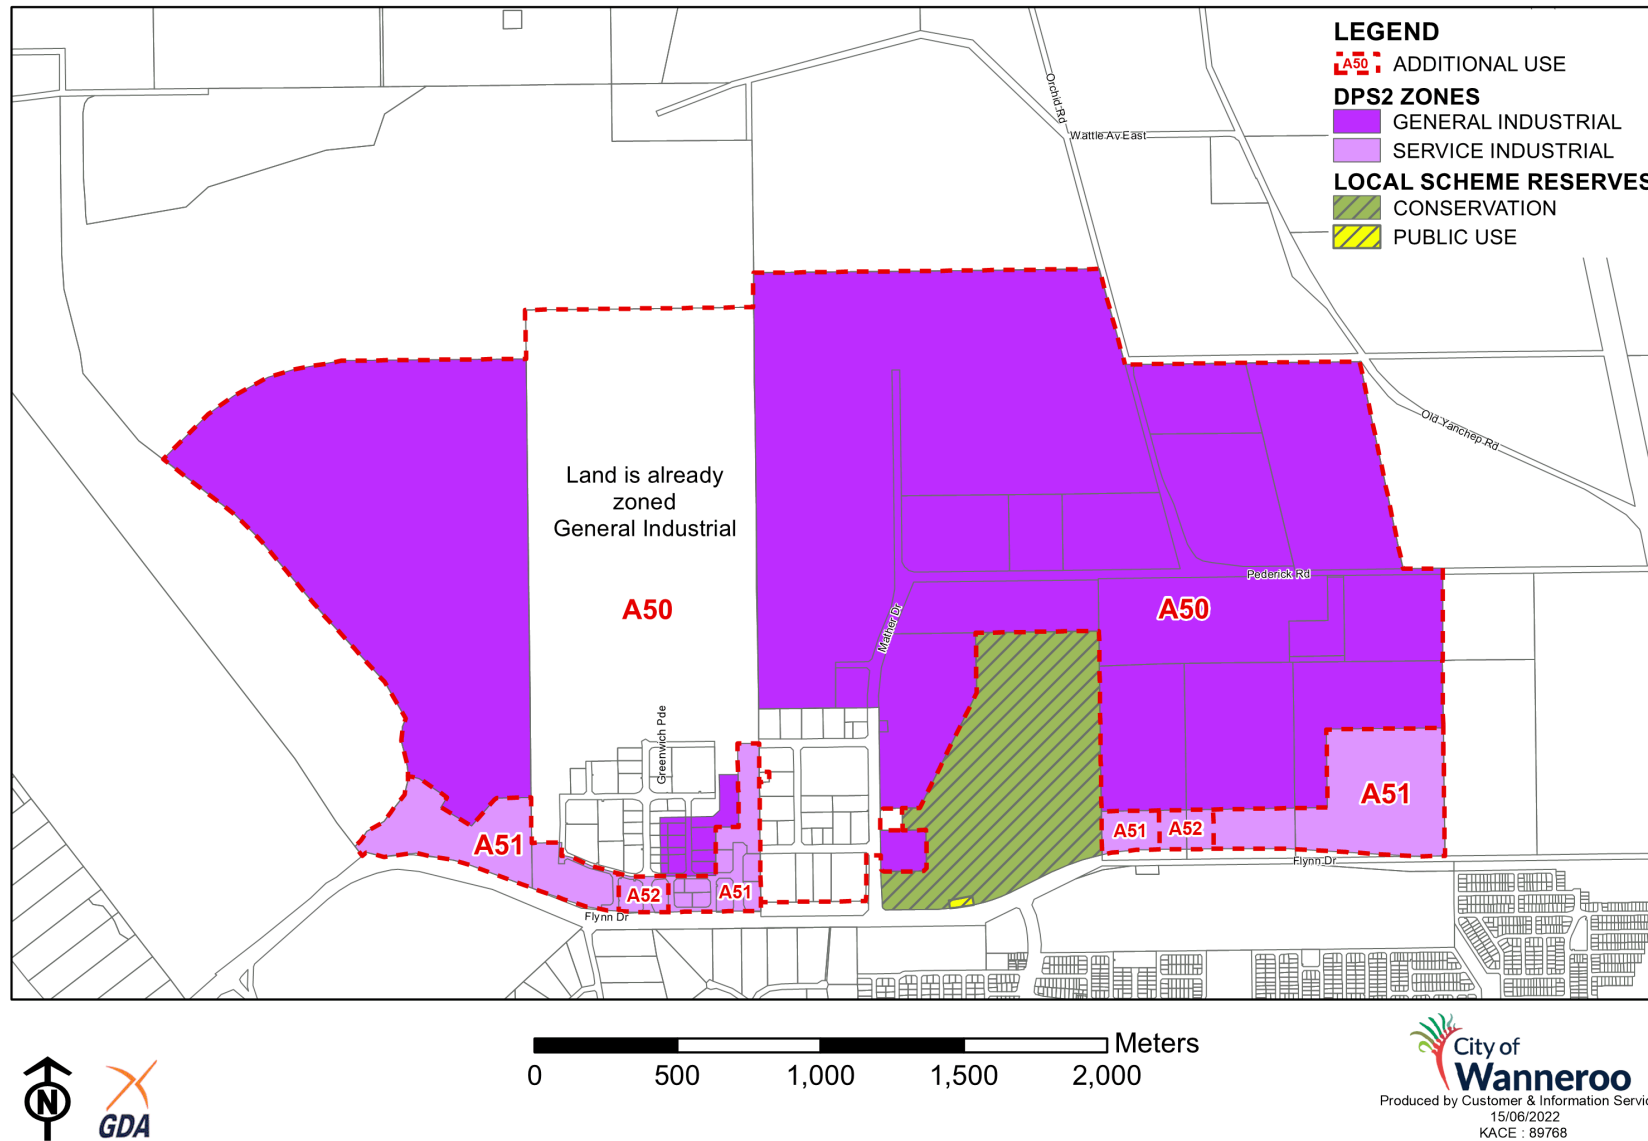 LEGEND
A50 ADDITIONAL USE
DPS2 ZONES
GENERAL INDUSTRIAL
SERVICE INDUSTRIAL
LOCAL SCHEME RESERVES
CONSERVATION
PUBLIC USE
Orchid Rd
Wattle Av East
Old Yanchep Rd
Land is already
zoned
General Industrial
A50
A50
Pederick Rd
Mather Dr
Greenwich Pde
A51
A51
A51
A52
A52
A51
Flynn Dr
Flynn Dr
Meters
0 500 1,000 1,500 2,000
N
GDA
City of
Wanneroo
Produced by Customer & Information Servic
15/06/2022
KACE : 89768